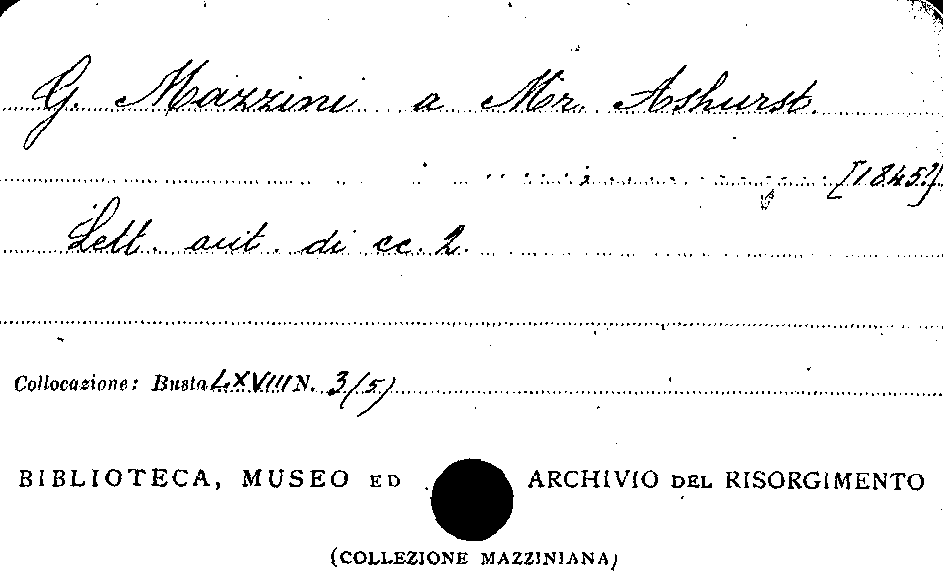 G. Mazzini a Mr. Ashurst.
[1845?]
Lett. aut. di cc. 2.
Collocazione: Busta LXVIII N. 3/5)
BIBLIOTECA, MUSEO ED ARCHIVIO DEL RISORGIMENTO
(COLLEZIONE MAZZINIANA)